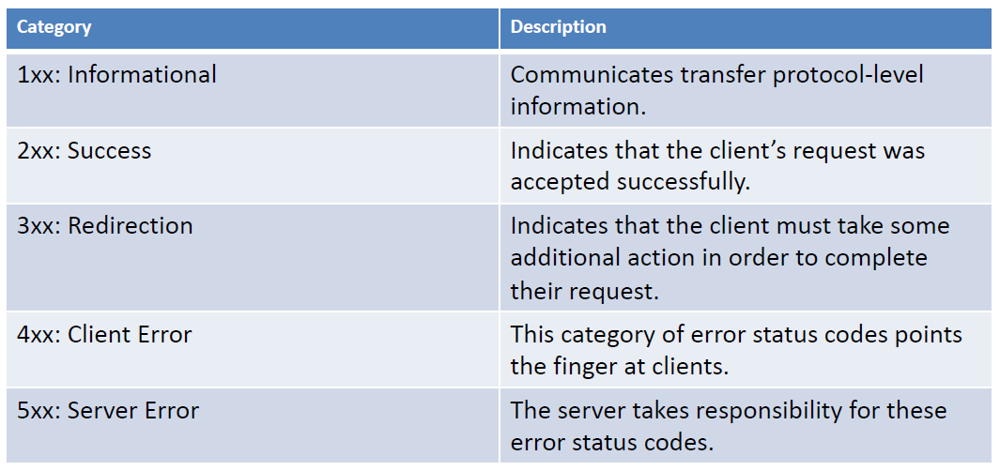 Category
Description
1xx: Informational
Communicates transfer protocol-level
information.
2xx: Success
Indicates that the client’s request was
accepted successfully.
3xx: Redirection
Indicates that the client must take some
additional action in order to complete
their request.
4xx: Client Error
This category of error status codes points
the finger at clients.
5xx: Server Error
The server takes responsibility for these
error status codes.